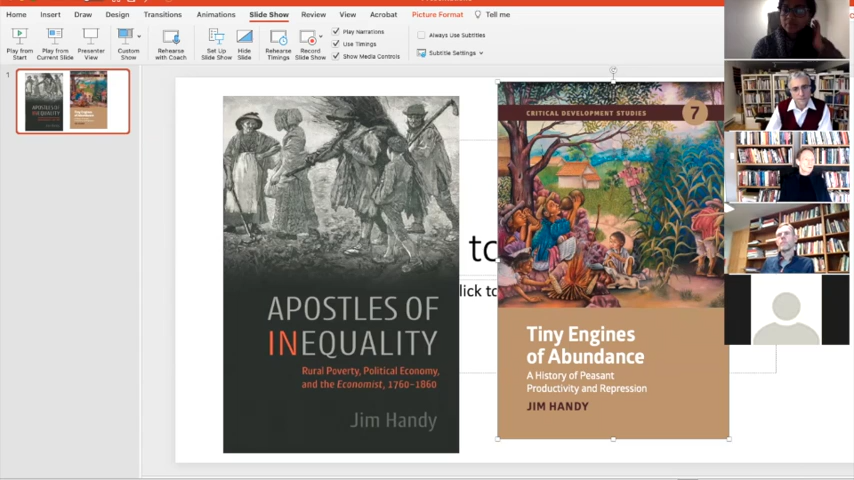 Home Insert Draw Design Transitions Animations Slide Show Review View Acrobat Picture Format Tell me
Play from Start
Play from Current Slide
Presenter View
Custom Show
Rehearse with Coach
Set Up Slide Show
Hide Slide
Rehearse Timings
Record Slide Show
Play Narrations
Use Timings
Show Media Controls
Always Use Subtitles
Subtitle Settings
1
APOSTLES OF
INEQUALITY
Rural Poverty, Political Economy,
and the Economist, 1760–1860
Jim Handy
to
lick to
CRITICAL DEVELOPMENT STUDIES
7
Tiny Engines
of Abundance
A History of Peasant
Productivity and Repression
JIM HANDY